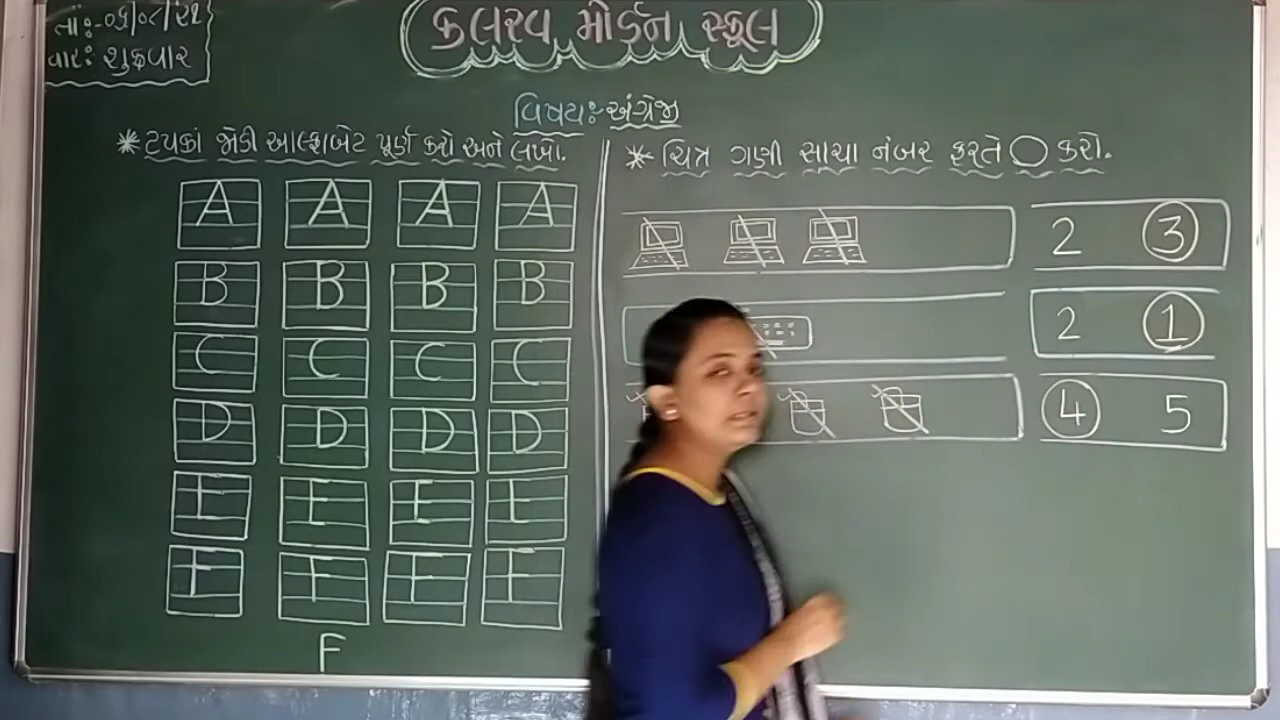 વાર: શુક્રવાર
કલરવ મોર્ડન સ્કૂલ
વિષય:- અંગ્રેજી
* ટપકાં જોડી આલ્ફાબેટ પૂર્ણ કરો અને લખો.
A A A A
B B B B
C C C C
D D D D
E E E E
F F F F
F
* ચિત્ર ગણી સાચા નંબર ફરતે ○ કરો.
2 3
2 1
4 5